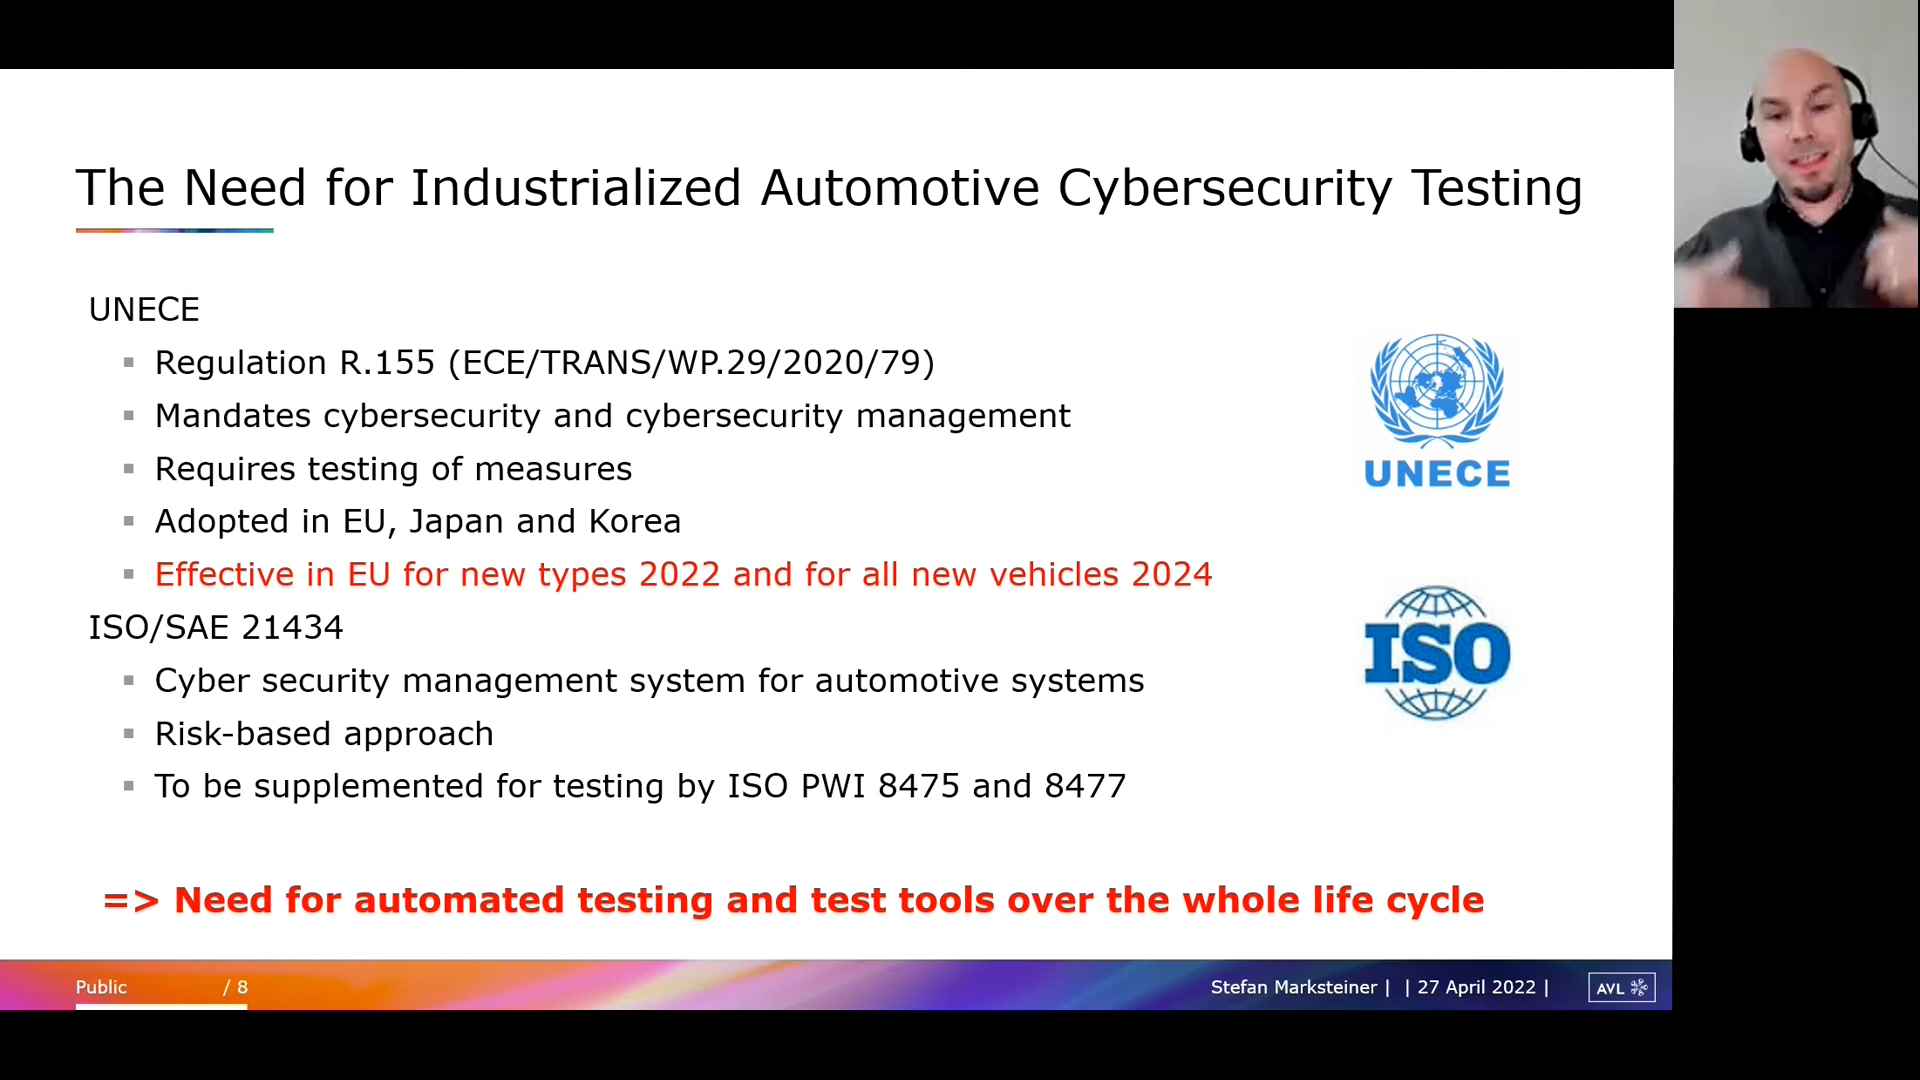 The Need for Industrialized Automotive Cybersecurity Testing
UNECE
▪ Regulation R.155 (ECE/TRANS/WP.29/2020/79)
▪ Mandates cybersecurity and cybersecurity management
▪ Requires testing of measures
▪ Adopted in EU, Japan and Korea
▪ Effective in EU for new types 2022 and for all new vehicles 2024
ISO/SAE 21434
▪ Cyber security management system for automotive systems
▪ Risk-based approach
▪ To be supplemented for testing by ISO PWI 8475 and 8477
UNECE
ISO
=> Need for automated testing and test tools over the whole life cycle
Public / 8 Stefan Marksteiner | | 27 April 2022 | AVL